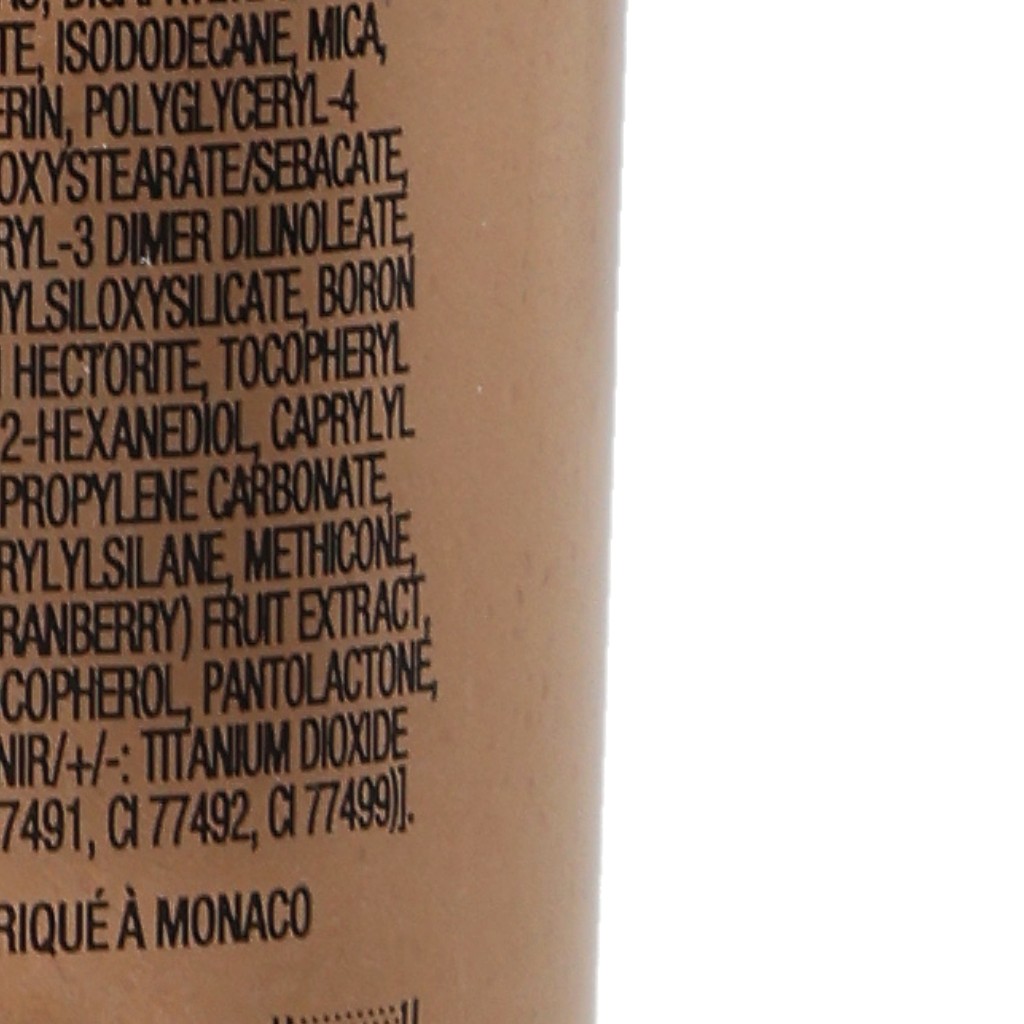 TE, ISODODECANE, MICA,
ERIN, POLYGLYCERYL-4
OXYSTEARATE/SEBACATE,
RYL-3 DIMER DILINOLEATE,
YLSILOXYSILICATE, BORON
HECTORITE, TOCOPHERYL
2-HEXANEDIOL, CAPRYLYL
PROPYLENE CARBONATE,
RYLYLSILANE, METHICONE,
RANBERRY) FRUIT EXTRACT,
COPHEROL, PANTOLACTONE,
NIR/+/-: TITANIUM DIOXIDE
7491, CI 77492, CI 77499)].
RIQUÉ À MONACO